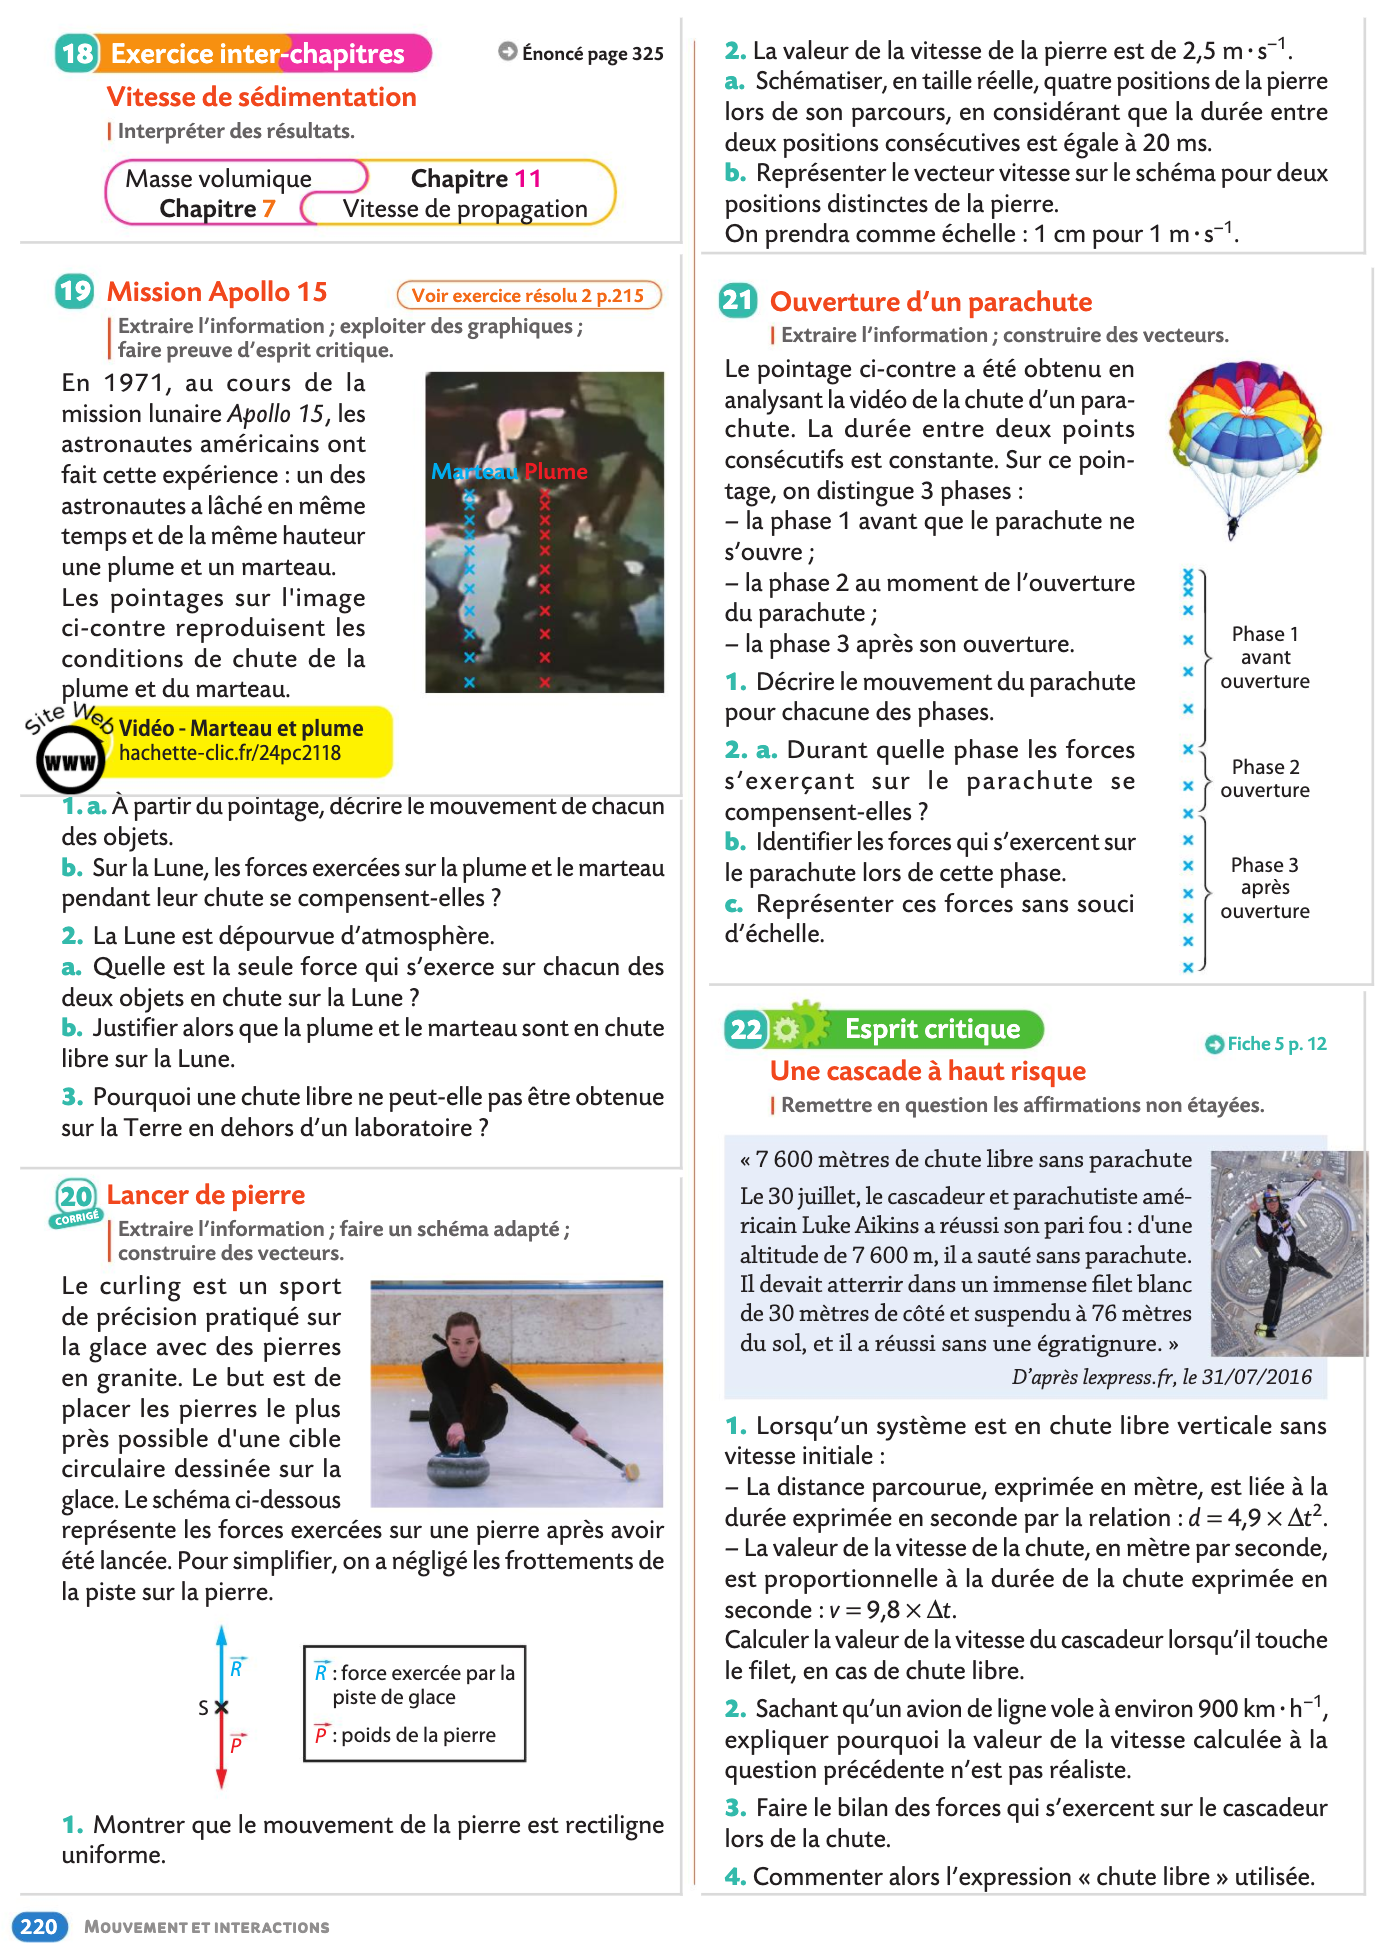 18 Exercice inter-chapitres
Énoncé page 325
Vitesse de sédimentation
Interpréter des résultats.
Masse volumique
Chapitre 7
Chapitre 11
Vitesse de propagation
19 Mission Apollo 15
Voir exercice résolu 2 p.215
Extraire l’information ; exploiter des graphiques ;
faire preuve d’esprit critique.
En 1971, au cours de la
mission lunaire Apollo 15, les
astronautes américains ont
fait cette expérience : un des
astronautes a lâché en même
temps et de la même hauteur
une plume et un marteau.
Les pointages sur l'image
ci-contre reproduisent les
conditions de chute de la
plume et du marteau.
Marteau Plume
Site Web
www
Vidéo - Marteau et plume
hachette-clic.fr/24pc2118
1. a. À partir du pointage, décrire le mouvement de chacun
des objets.
b. Sur la Lune, les forces exercées sur la plume et le marteau
pendant leur chute se compensent-elles ?
2. La Lune est dépourvue d’atmosphère.
a. Quelle est la seule force qui s’exerce sur chacun des
deux objets en chute sur la Lune ?
b. Justifier alors que la plume et le marteau sont en chute
libre sur la Lune.
3. Pourquoi une chute libre ne peut-elle pas être obtenue
sur la Terre en dehors d’un laboratoire ?
20 Lancer de pierre
CORRIGÉ
Extraire l’information ; faire un schéma adapté ;
construire des vecteurs.
Le curling est un sport
de précision pratiqué sur
la glace avec des pierres
en granite. Le but est de
placer les pierres le plus
près possible d'une cible
circulaire dessinée sur la
glace. Le schéma ci-dessous
représente les forces exercées sur une pierre après avoir
été lancée. Pour simplifier, on a négligé les frottements de
la piste sur la pierre.
R
S
P
R : force exercée par la
piste de glace
P : poids de la pierre
1. Montrer que le mouvement de la pierre est rectiligne
uniforme.
2. La valeur de la vitesse de la pierre est de 2,5 m·s⁻¹.
a. Schématiser, en taille réelle, quatre positions de la pierre
lors de son parcours, en considérant que la durée entre
deux positions consécutives est égale à 20 ms.
b. Représenter le vecteur vitesse sur le schéma pour deux
positions distinctes de la pierre.
On prendra comme échelle : 1 cm pour 1 m·s⁻¹.
21 Ouverture d’un parachute
Extraire l’information ; construire des vecteurs.
Le pointage ci-contre a été obtenu en
analysant la vidéo de la chute d’un para-
chute. La durée entre deux points
consécutifs est constante. Sur ce poin-
tage, on distingue 3 phases :
– la phase 1 avant que le parachute ne
s’ouvre ;
– la phase 2 au moment de l’ouverture
du parachute ;
– la phase 3 après son ouverture.
1. Décrire le mouvement du parachute
pour chacune des phases.
2. a. Durant quelle phase les forces
s’exerçant sur le parachute se
compensent-elles ?
b. Identifier les forces qui s’exercent sur
le parachute lors de cette phase.
c. Représenter ces forces sans souci
d’échelle.
Phase 1
avant
ouverture
Phase 2
ouverture
Phase 3
après
ouverture
22 Esprit critique
Fiche 5 p. 12
Une cascade à haut risque
Remettre en question les affirmations non étayées.
« 7 600 mètres de chute libre sans parachute
Le 30 juillet, le cascadeur et parachutiste amé-
ricain Luke Aikins a réussi son pari fou : d'une
altitude de 7 600 m, il a sauté sans parachute.
Il devait atterrir dans un immense filet blanc
de 30 mètres de côté et suspendu à 76 mètres
du sol, et il a réussi sans une égratignure. »
D’après lexpress.fr, le 31/07/2016
1. Lorsqu’un système est en chute libre verticale sans
vitesse initiale :
– La distance parcourue, exprimée en mètre, est liée à la
durée exprimée en seconde par la relation : d = 4,9 × Δt².
– La valeur de la vitesse de la chute, en mètre par seconde,
est proportionnelle à la durée de la chute exprimée en
seconde : v = 9,8 × Δt.
Calculer la valeur de la vitesse du cascadeur lorsqu’il touche
le filet, en cas de chute libre.
2. Sachant qu’un avion de ligne vole à environ 900 km·h⁻¹,
expliquer pourquoi la valeur de la vitesse calculée à la
question précédente n’est pas réaliste.
3. Faire le bilan des forces qui s’exercent sur le cascadeur
lors de la chute.
4. Commenter alors l’expression « chute libre » utilisée.
220 MOUVEMENT ET INTERACTIONS